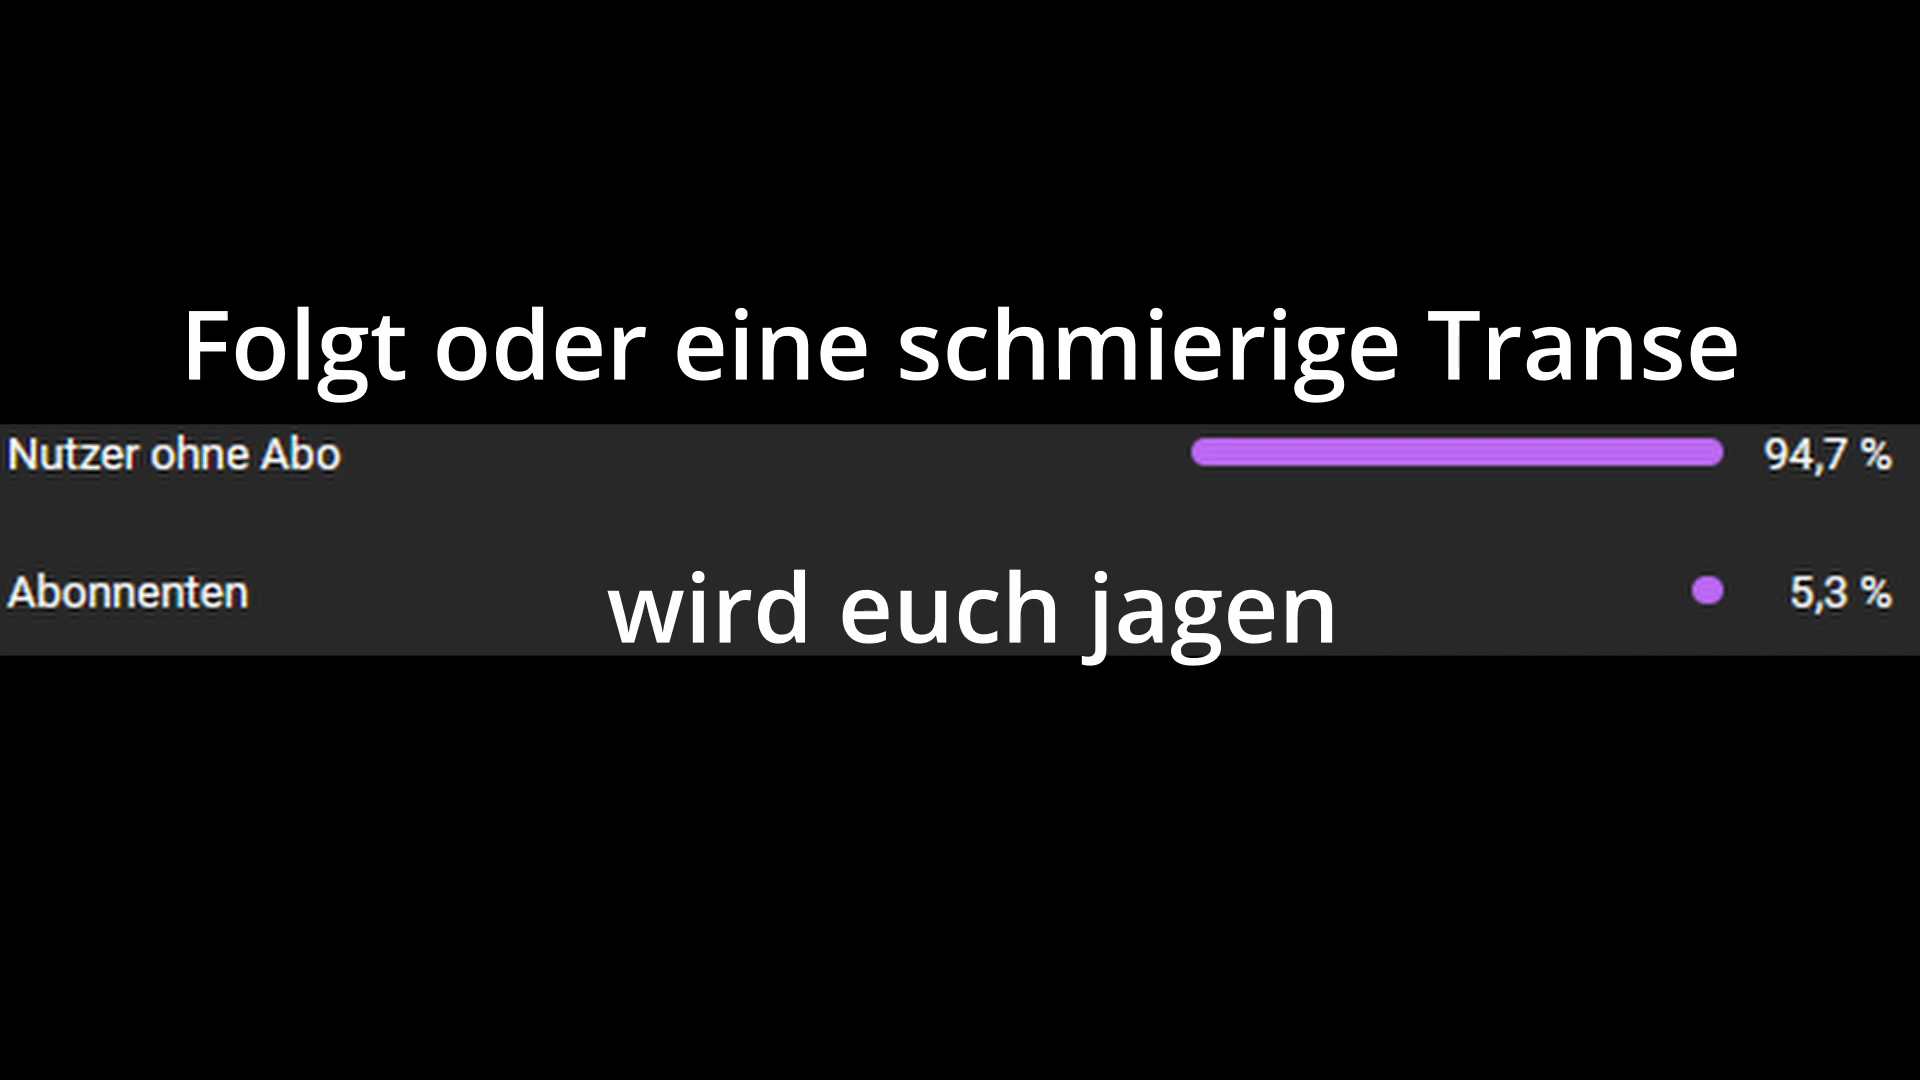 Folgt oder eine schmierige Transe
Nutzer ohne Abo 94,7 %
Abonnenten 5,3 %
wird euch jagen